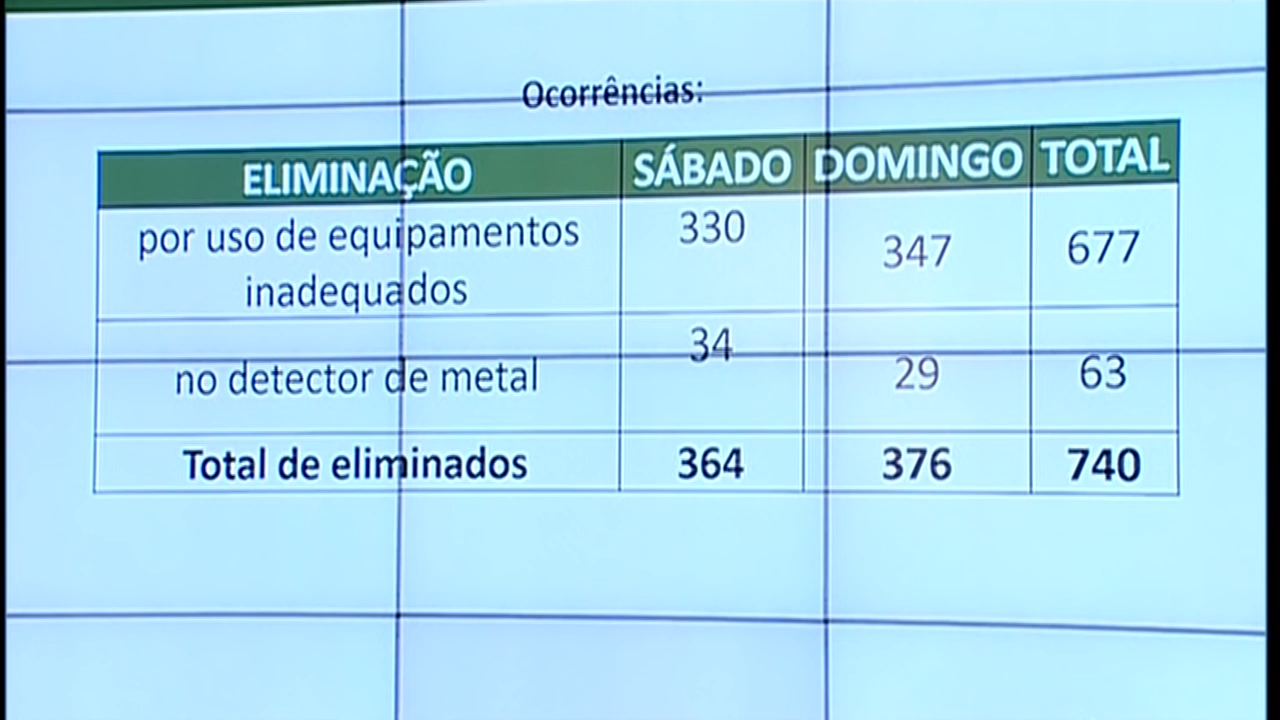 Ocorrências:
ELIMINAÇÃO SÁBADO DOMINGO TOTAL
por uso de equipamentos
inadequados 330 347 677
no detector de metal 34 29 63
Total de eliminados 364 376 740